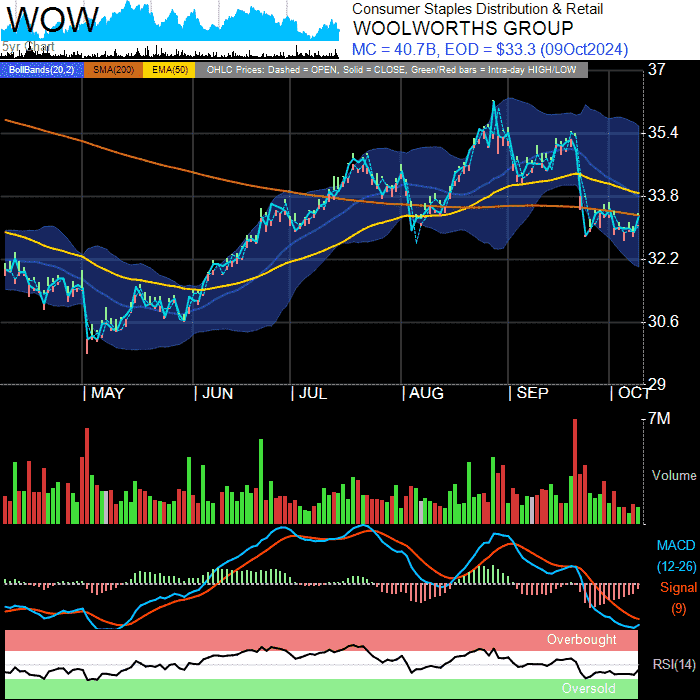 WOW
5yr Chart
Consumer Staples Distribution & Retail
WOOLWORTHS GROUP
MC = 40.7B, EOD = $33.3 (09Oct2024)
BollBands(20,2) SMA(200) EMA(50) OHLC Prices: Dashed = OPEN, Solid = CLOSE, Green/Red bars = Intra-day HIGH/LOW
37
35.4
33.8
32.2
30.6
29
| MAY | JUN | JUL | AUG | SEP | OCT
7M
Volume
MACD
(12-26)
Signal
(9)
Overbought
RSI(14)
Oversold